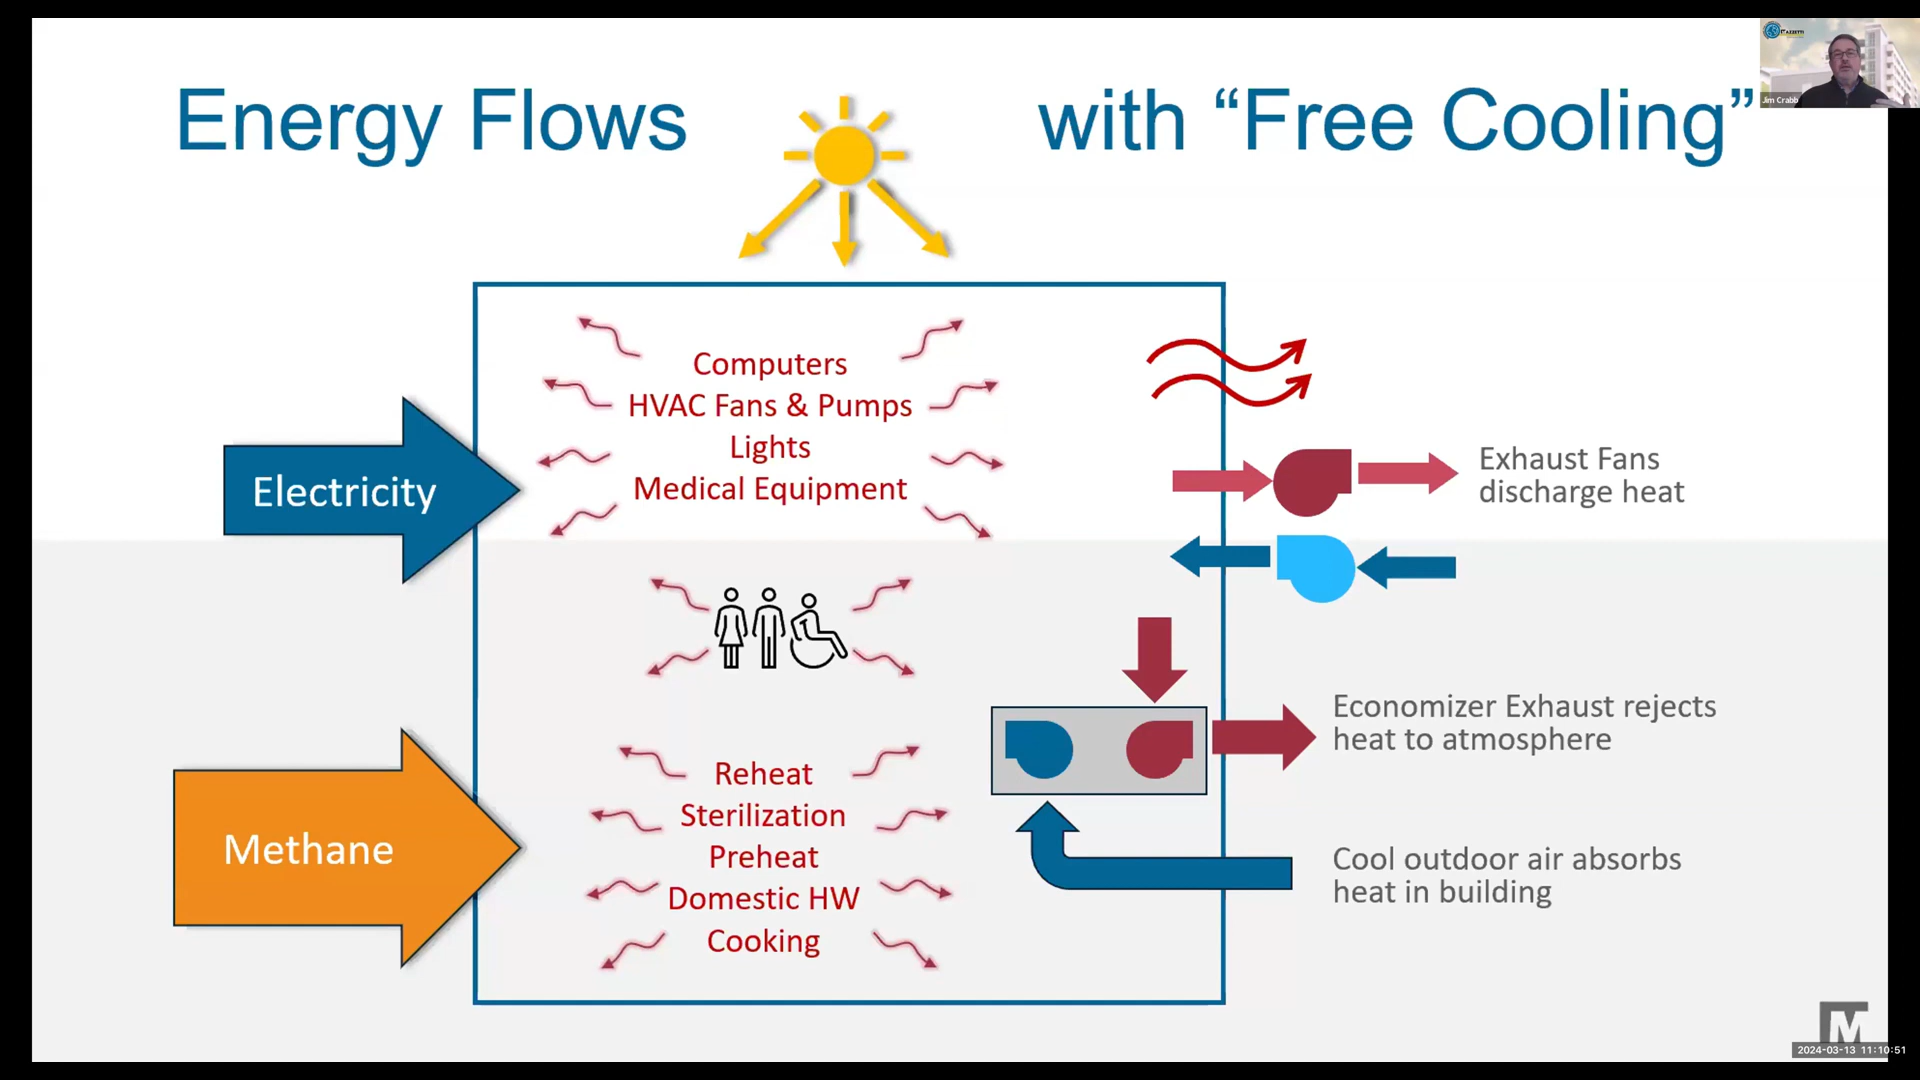 Energy Flows with “Free Cooling”
Jim Crabb
Computers
HVAC Fans & Pumps
Lights
Medical Equipment
Electricity
Exhaust Fans
discharge heat
Economizer Exhaust rejects
heat to atmosphere
Reheat
Sterilization
Preheat
Domestic HW
Cooking
Methane
Cool outdoor air absorbs
heat in building
M
2024-03-13 11:10:51